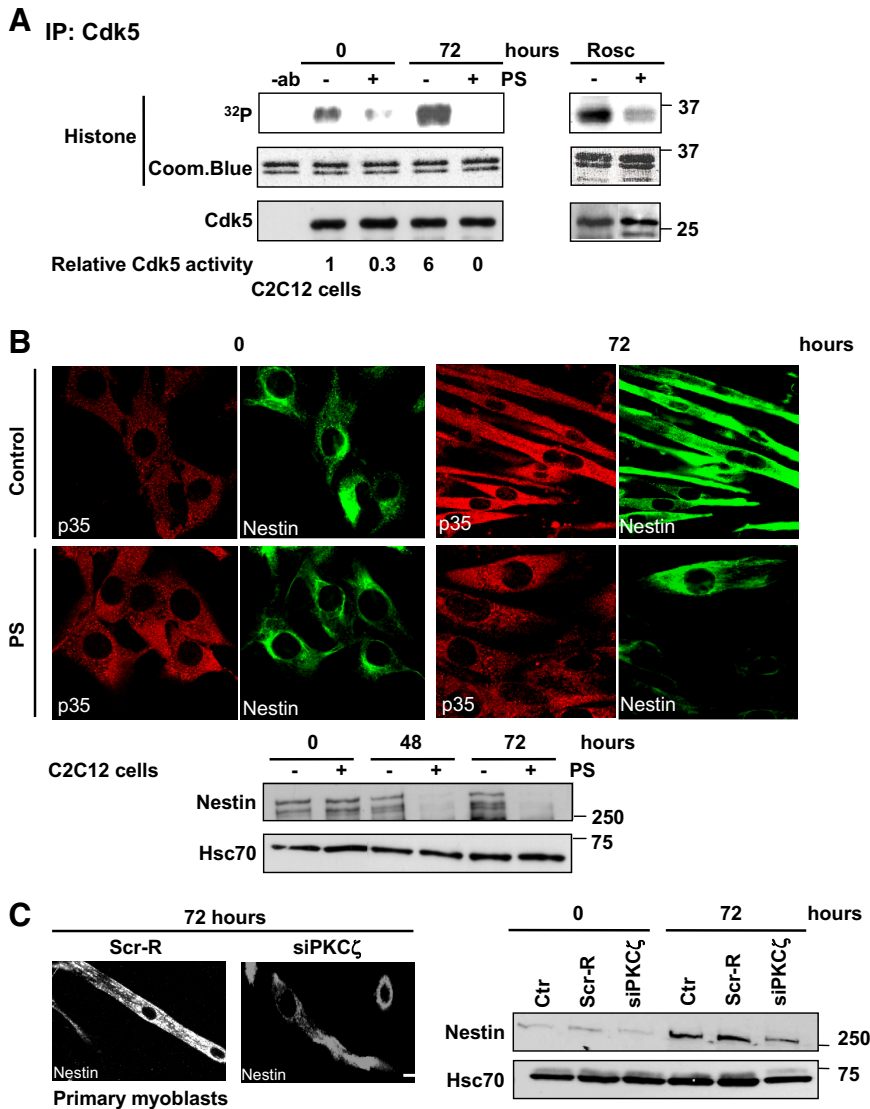 A IP: Cdk5
0 72 hours Rosc
-ab - + - + PS - +
Histone
32P
37
Coom.Blue
37
Cdk5
25
Relative Cdk5 activity 1 0.3 6 0
C2C12 cells
B 0 72 hours
Control
p35 Nestin p35 Nestin
PS
p35 Nestin p35 Nestin
0 48 72 hours
C2C12 cells - + - + - + PS
Nestin
250
Hsc70
75
C
72 hours
Scr-R siPKCζ
Nestin Nestin
Primary myoblasts
0 72 hours
Ctr Scr-R siPKCζ Ctr Scr-R siPKCζ
Nestin
250
Hsc70
75